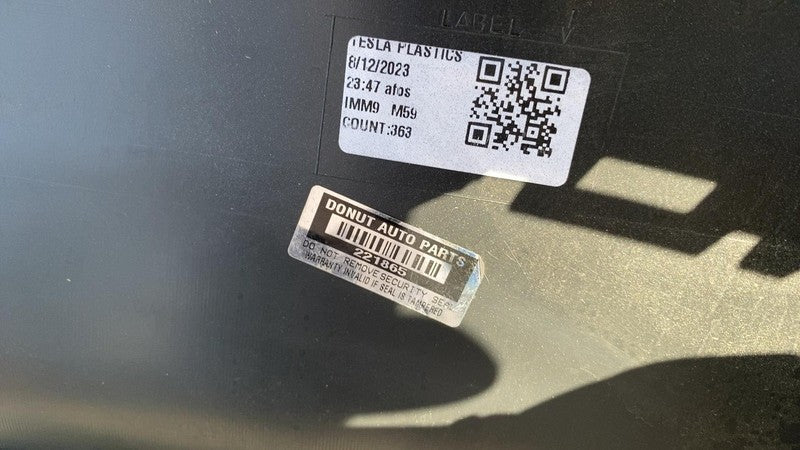 LABEL
TESLA PLASTICS
8/12/2023
23:47 afos
IMM9 M59
COUNT:363
DONUT AUTO PARTS
221865
DO NOT REMOVE SECURITY SEAL
WARRANTY INVALID IF SEAL IS TAMPERED